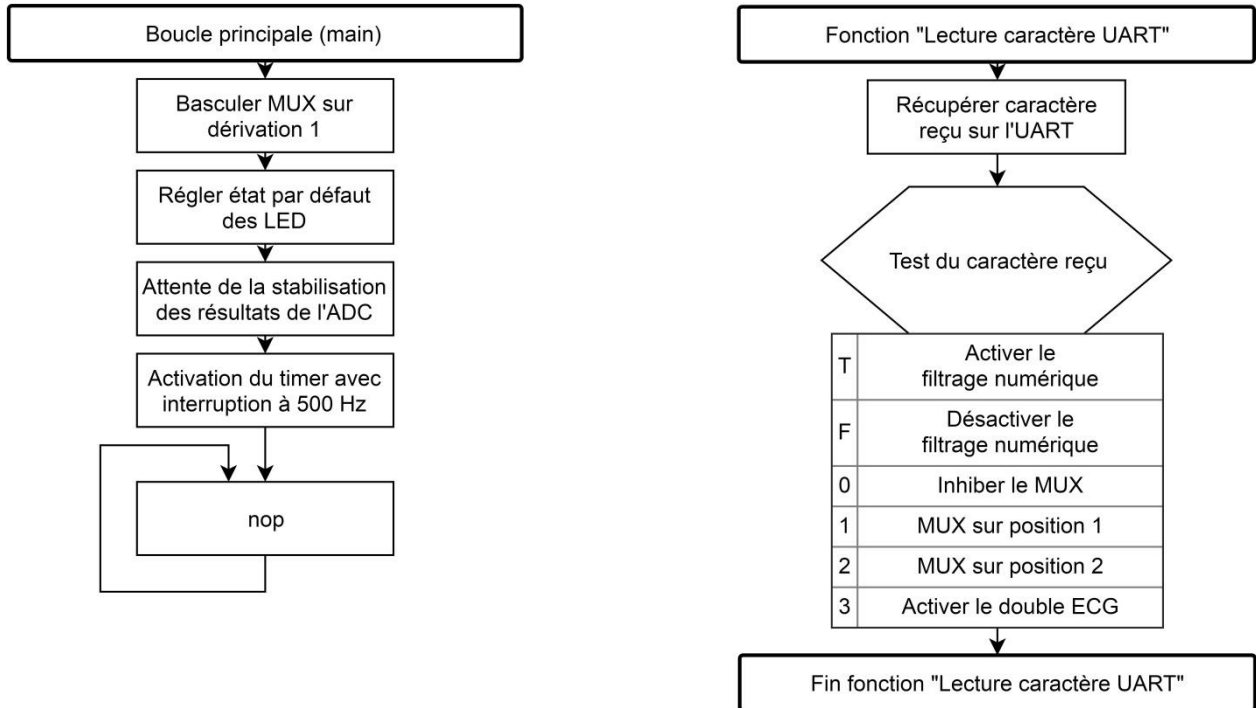 Boucle principale (main)
Basculer MUX sur
dérivation 1
Régler état par défaut
des LED
Attente de la stabilisation
des résultats de l'ADC
Activation du timer avec
interruption à 500 Hz
nop
Fonction "Lecture caractère UART"
Récupérer caractère
reçu sur l'UART
Test du caractère reçu
T Activer le
filtrage numérique
F Désactiver le
filtrage numérique
0 Inhiber le MUX
1 MUX sur position 1
2 MUX sur position 2
3 Activer le double ECG
Fin fonction "Lecture caractère UART"